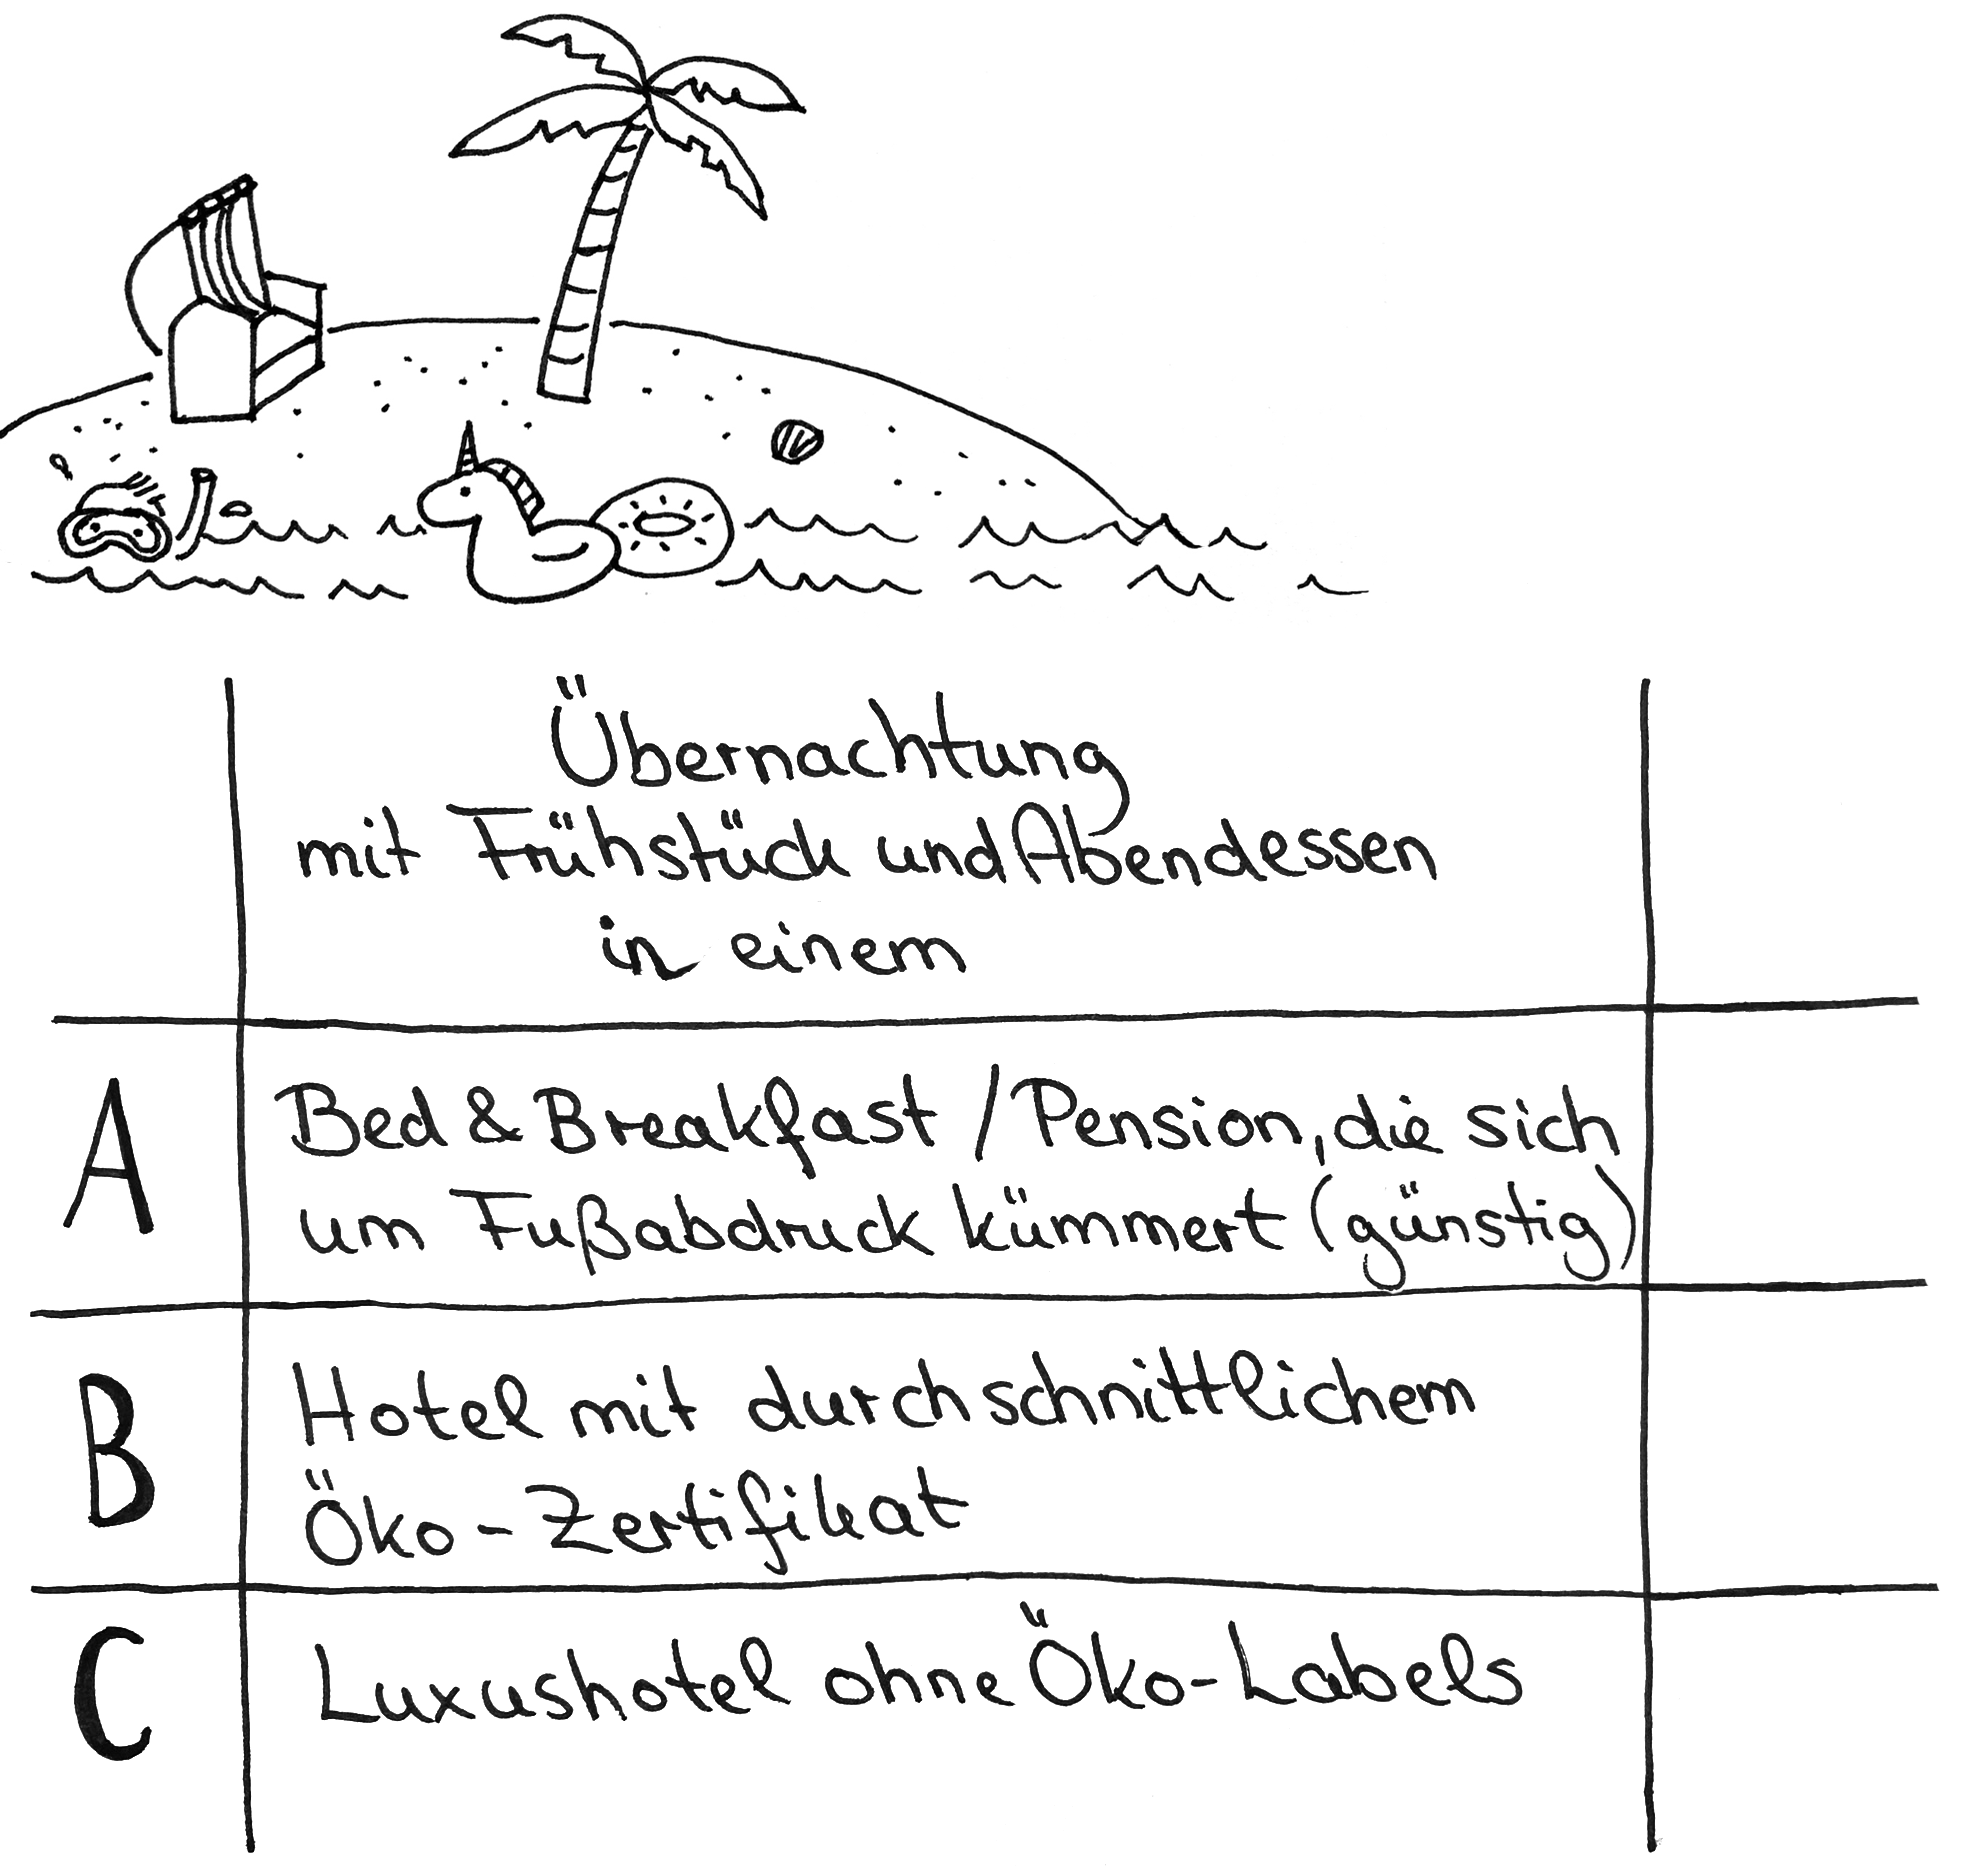 Übernachtung
mit Frühstück und Abendessen
in einem
A
Bed & Breakfast / Pension, die sich
um Fußabdruck kümmert (günstig)
B
Hotel mit durchschnittlichem
Öko-Zertifikat
C
Luxushotel ohne Öko-Labels